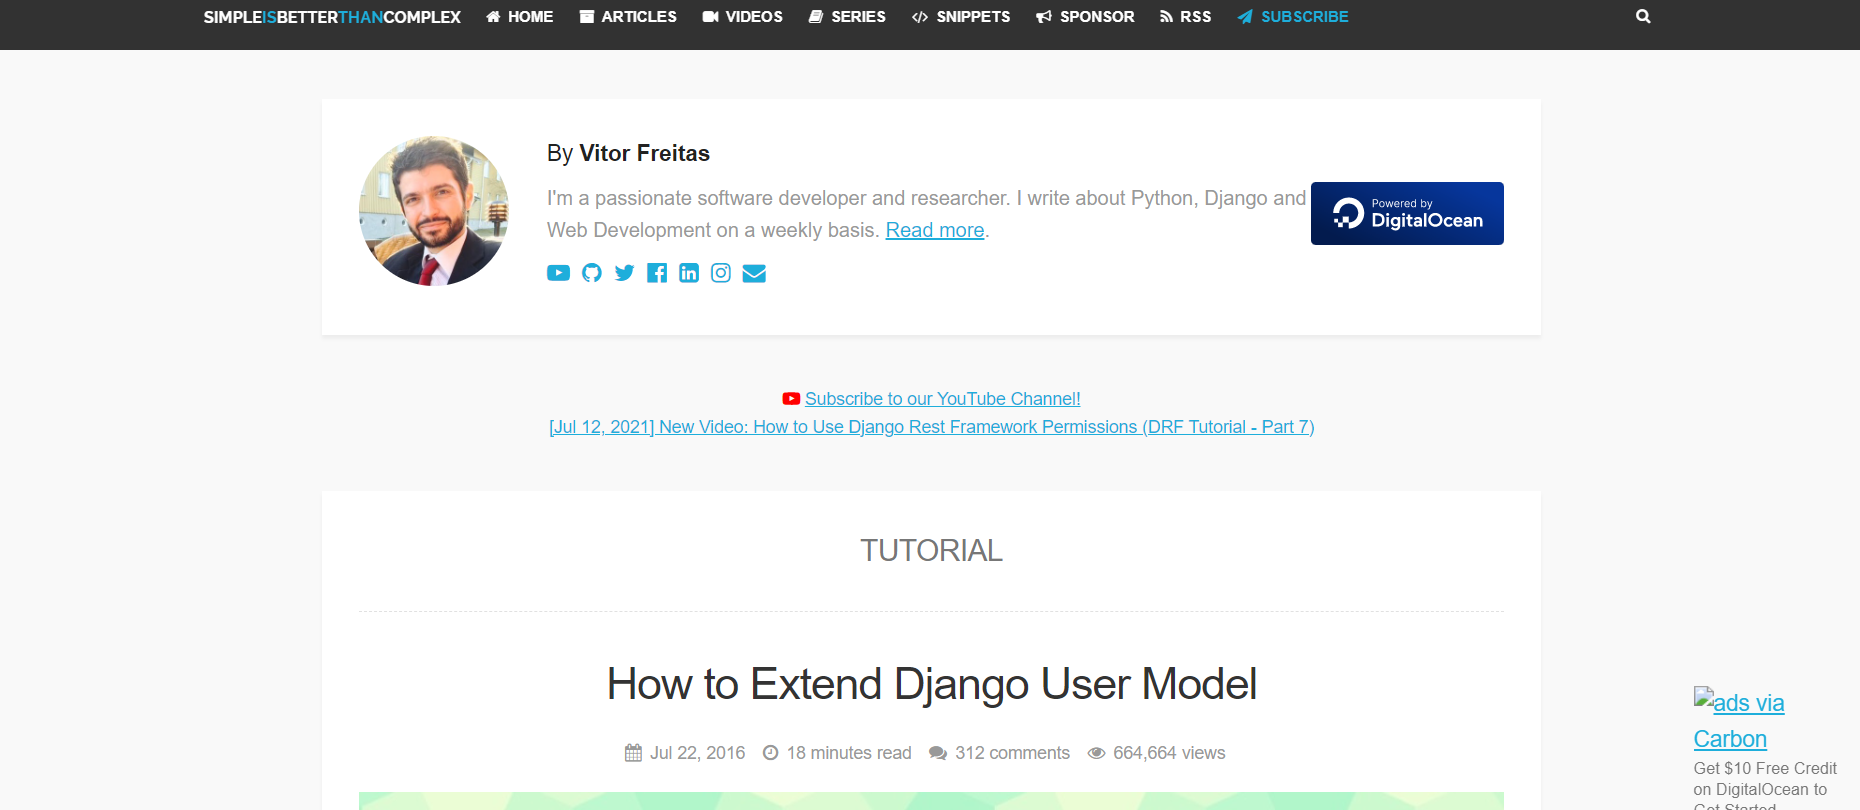 SIMPLEISBETTERTHANCOMPLEX HOME ARTICLES VIDEOS SERIES SNIPPETS SPONSOR RSS SUBSCRIBE
By Vitor Freitas
I'm a passionate software developer and researcher. I write about Python, Django and
Web Development on a weekly basis. Read more.
Powered by
DigitalOcean
Subscribe to our YouTube Channel!
[Jul 12, 2021] New Video: How to Use Django Rest Framework Permissions (DRF Tutorial - Part 7)
TUTORIAL
How to Extend Django User Model
Jul 22, 2016 18 minutes read 312 comments 664,664 views
ads via
Carbon
Get $10 Free Credit
on DigitalOcean to
Get Started